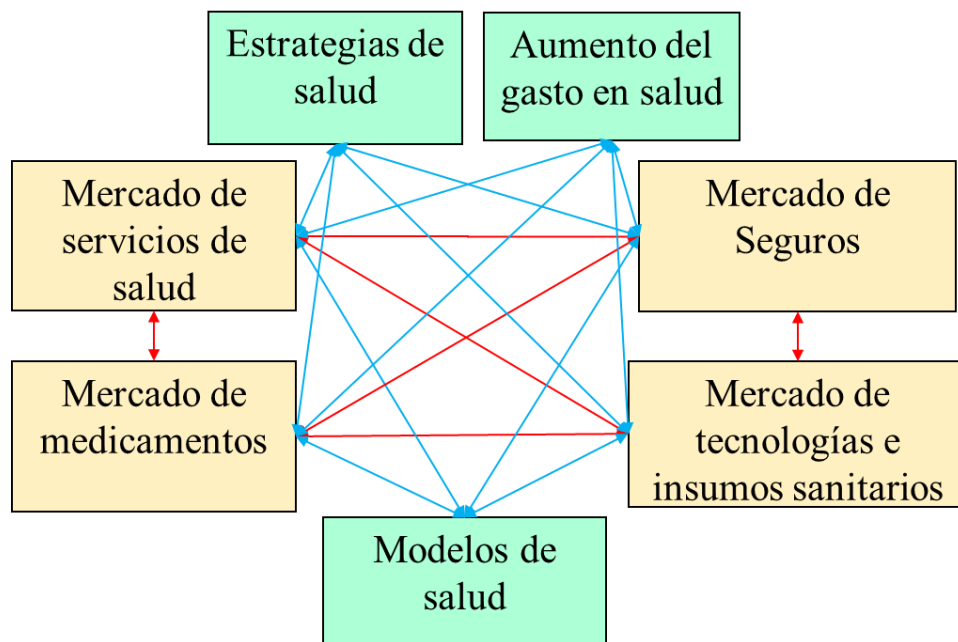 Estrategias de
salud
Aumento del
gasto en salud
Mercado de
servicios de
salud
Mercado de
Seguros
Mercado de
medicamentos
Mercado de
tecnologías e
insumos sanitarios
Modelos de
salud